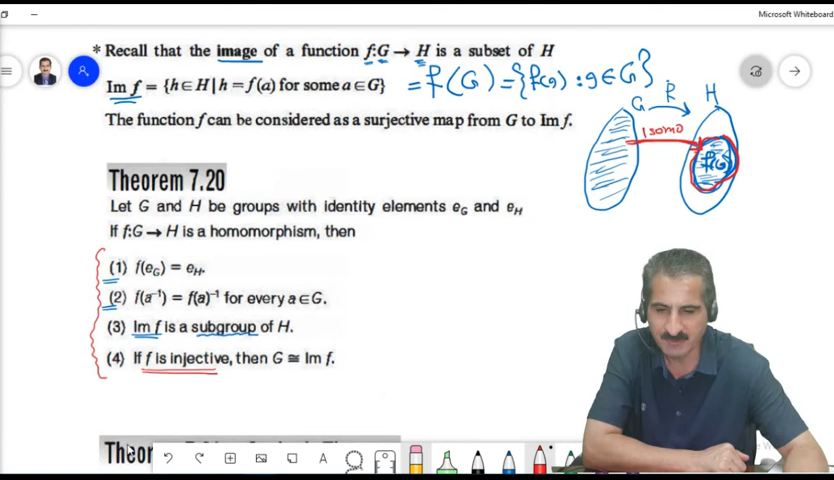 Microsoft Whiteboard
* Recall that the image of a function f:G → H is a subset of H
Im f = {h∈H|h = f(a) for some a∈G} = f(G) = {f(g) : g∈G}
G f H
The function f can be considered as a surjective map from G to Im f.
1somo
f(G)
Theorem 7.20
Let G and H be groups with identity elements e_G and e_H
If f:G → H is a homomorphism, then
(1) f(e_G) = e_H.
(2) f(a⁻¹) = f(a)⁻¹ for every a∈G.
(3) Im f is a subgroup of H.
(4) If f is injective, then G ≅ Im f.